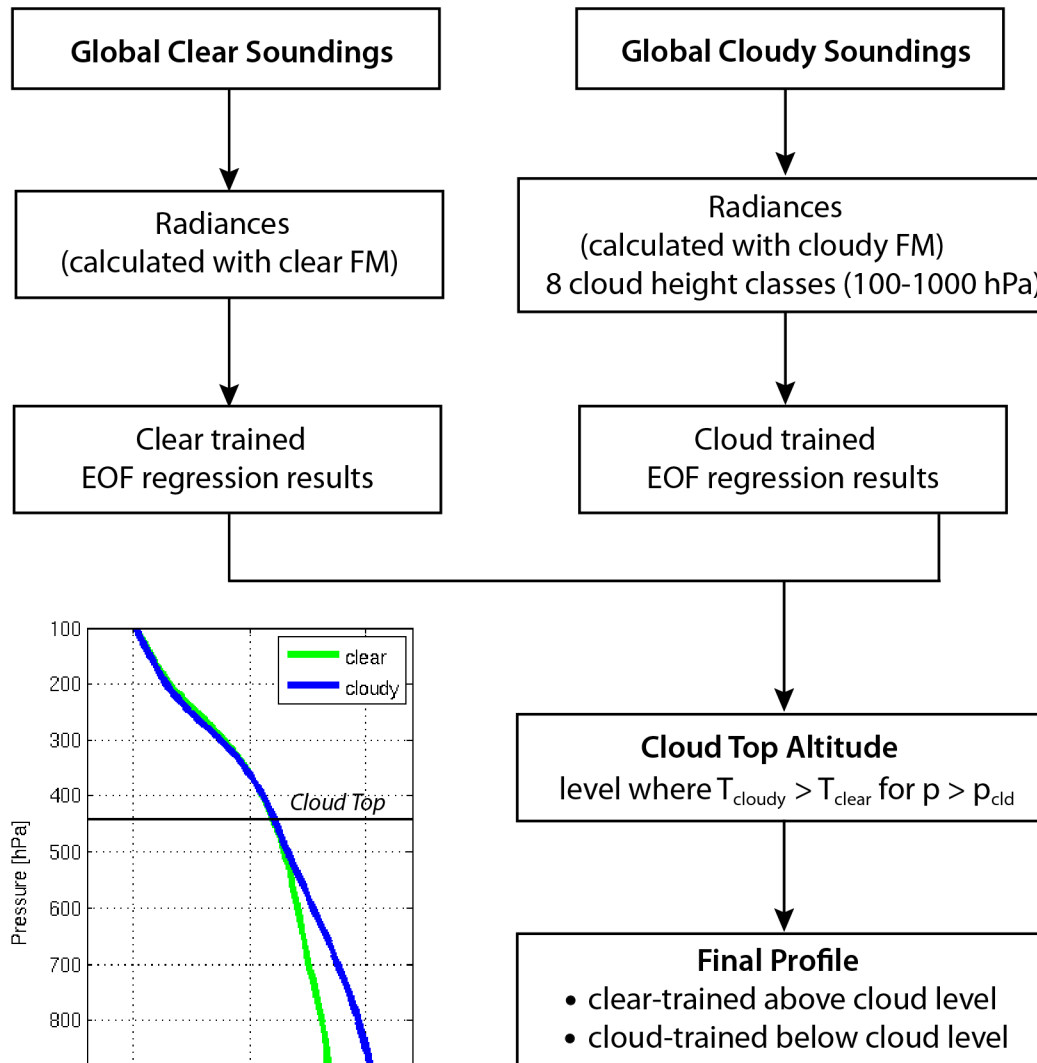 Global Clear Soundings
Global Cloudy Soundings
Radiances
(calculated with clear FM)
Radiances
(calculated with cloudy FM)
8 cloud height classes (100-1000 hPa)
Clear trained
EOF regression results
Cloud trained
EOF regression results
100
200
300
400
500
600
700
800
Pressure [hPa]
clear
cloudy
Cloud Top
Cloud Top Altitude
level where Tcloudy > Tclear for p > pcld
Final Profile
• clear-trained above cloud level
• cloud-trained below cloud level